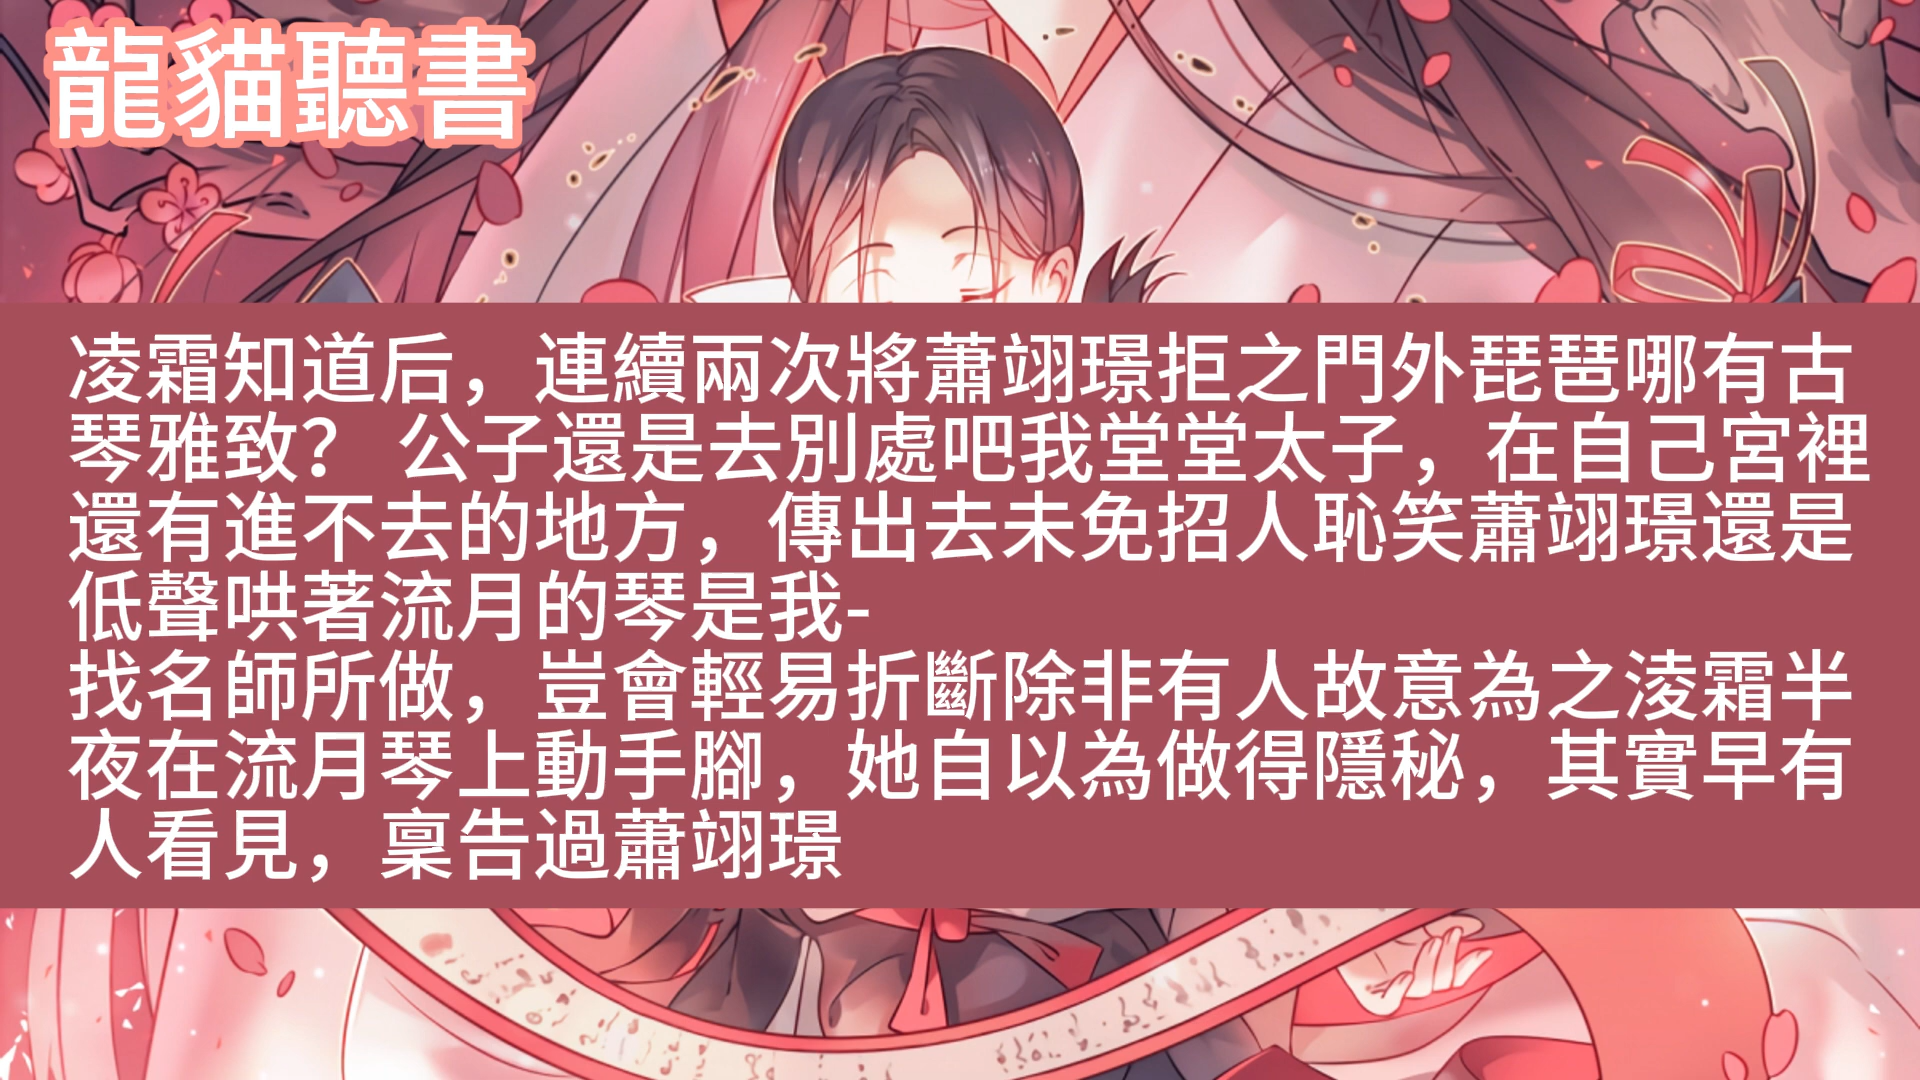 龍貓聽書
凌霜知道后，連續兩次將蕭翊璟拒之門外琵琶哪有古
琴雅致？ 公子還是去別處吧我堂堂太子，在自己宮裡
還有進不去的地方，傳出去未免招人恥笑蕭翊璟還是
低聲哄著流月的琴是我-
找名師所做，豈會輕易折斷除非有人故意為之淩霜半
夜在流月琴上動手腳，她自以為做得隱秘，其實早有
人看見，稟告過蕭翊璟